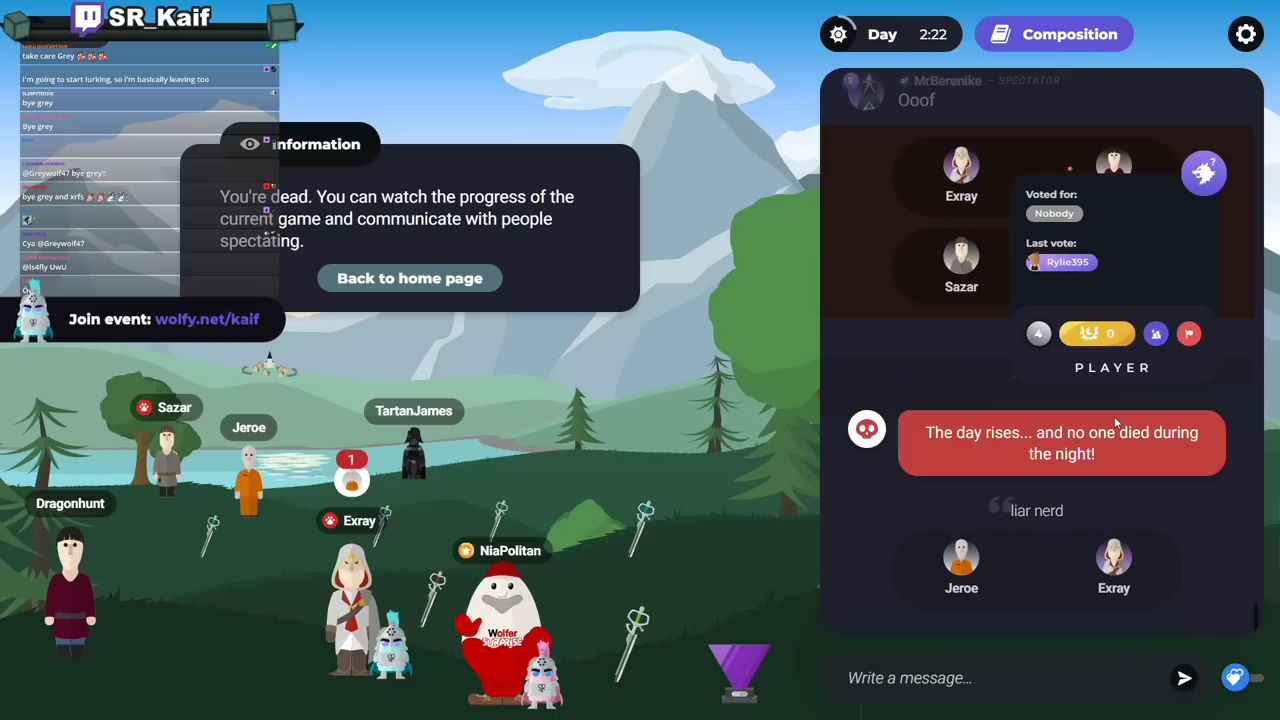 SR_Kaif
take care Grey
I'm going to start lurking, so I'm basically leaving too
bye grey
Bye grey
@Greywolf47 bye grey!!
bye grey and xrfs
Cya @Greywolf47
@ls4fly UwU
Join event: wolfy.net/kaif
Information
You're dead. You can watch the progress of the
current game and communicate with people
spectating.
Back to home page
Sazar
Jeroe
TartanJames
Dragonhunt
1
Exray
NiaPolitan
Wolfer
SURPRISE
Day 2:22
Composition
MrBerenike — SPECTATOR
Ooof
Exray
Sazar
?
Voted for:
Nobody
Last vote:
Rylie395
4
0
PLAYER
The day rises... and no one died during
the night!
liar nerd
Jeroe
Exray
Write a message...